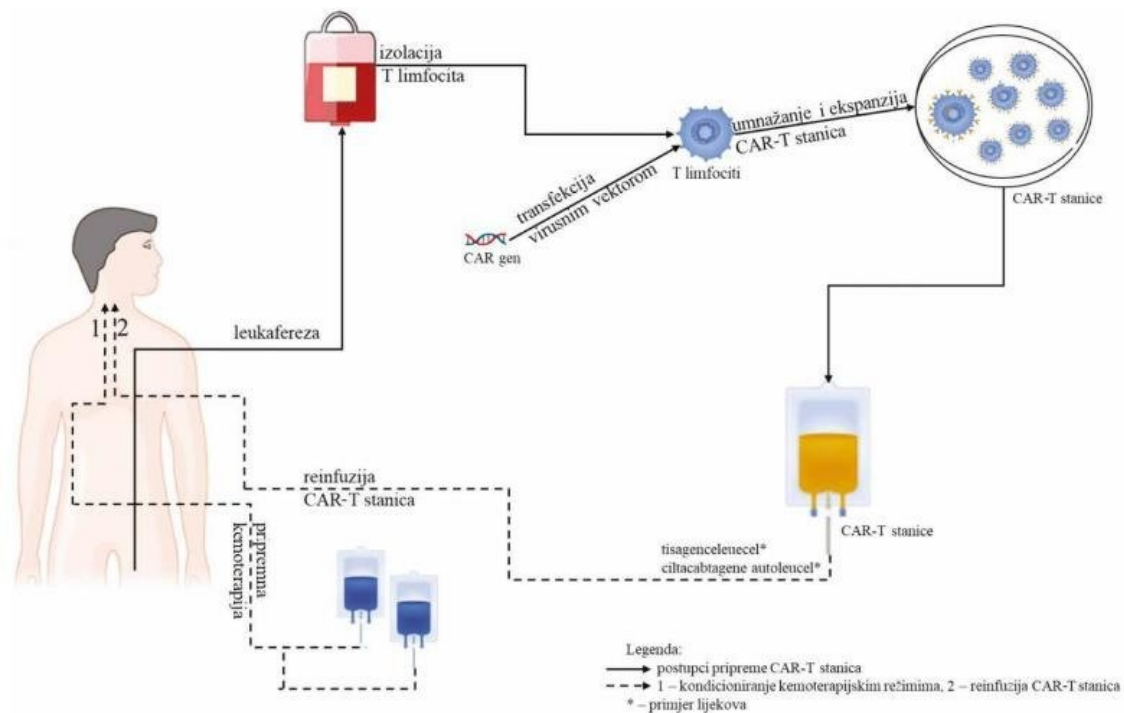 izolacija
T limfocita
umnažanje i ekspanzija
CAR-T stanica
T limfociti
transfekcija
virusnim vektorom
CAR gen
CAR-T stanice
1 2
leukafereza
reinfuzija
CAR-T stanica
pripremna
kemoterapija
CAR-T stanice
tisagenceleucel*
ciltacabtagene autoleucel*
Legenda:
postupci pripreme CAR-T stanica
1 – kondicioniranje kemoterapijskim režimima, 2 – reinfuzija CAR-T stanica
* – primjer lijekova